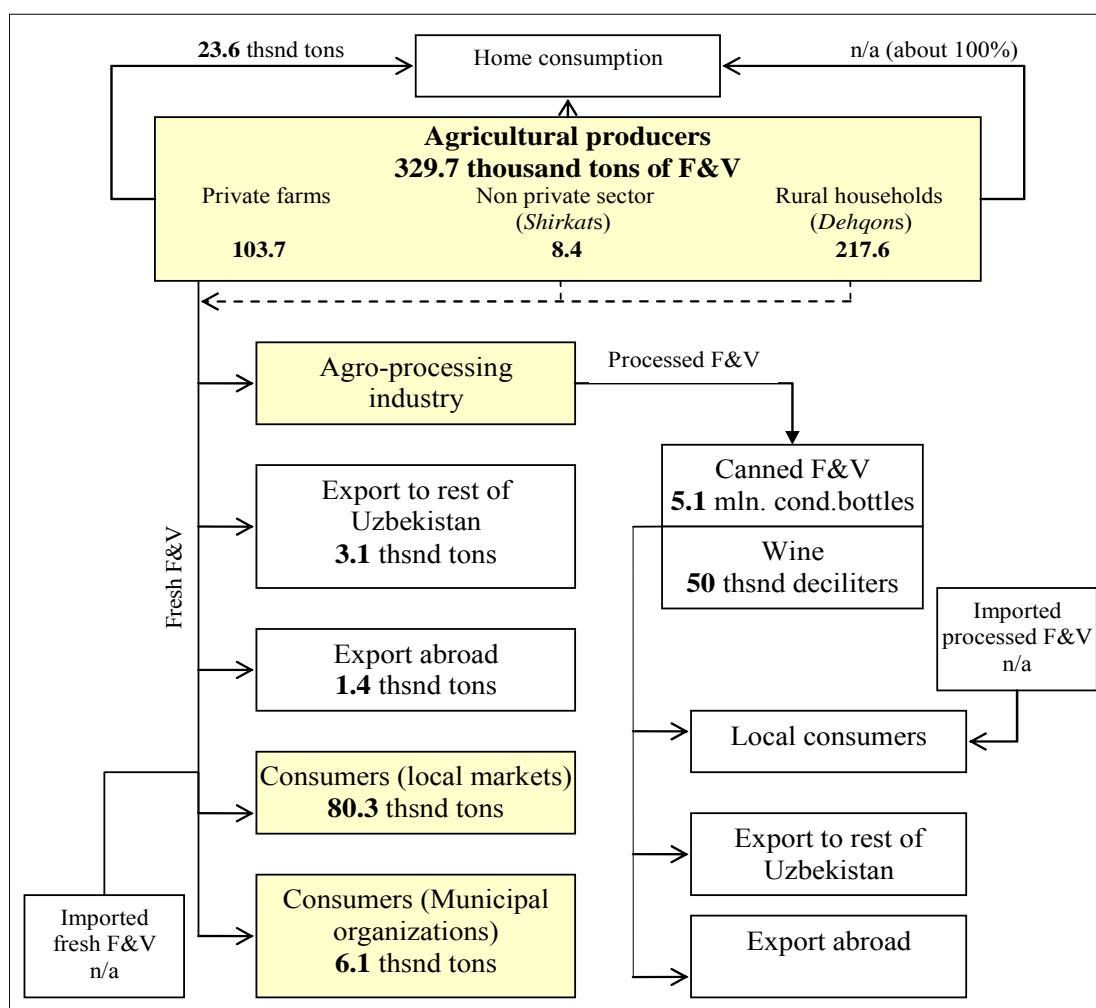 23.6 thsnd tons
Home consumption
n/a (about 100%)
Agricultural producers
329.7 thousand tons of F&V
Private farms
103.7
Non private sector
(Shirkats)
8.4
Rural households
(Dehqons)
217.6
Fresh F&V
Agro-processing
industry
Processed F&V
Export to rest of
Uzbekistan
3.1 thsnd tons
Canned F&V
5.1 mln. cond.bottles
Wine
50 thsnd deciliters
Imported
processed F&V
n/a
Export abroad
1.4 thsnd tons
Local consumers
Consumers (local markets)
80.3 thsnd tons
Export to rest of
Uzbekistan
Consumers (Municipal
organizations)
6.1 thsnd tons
Export abroad
Imported
fresh F&V
n/a